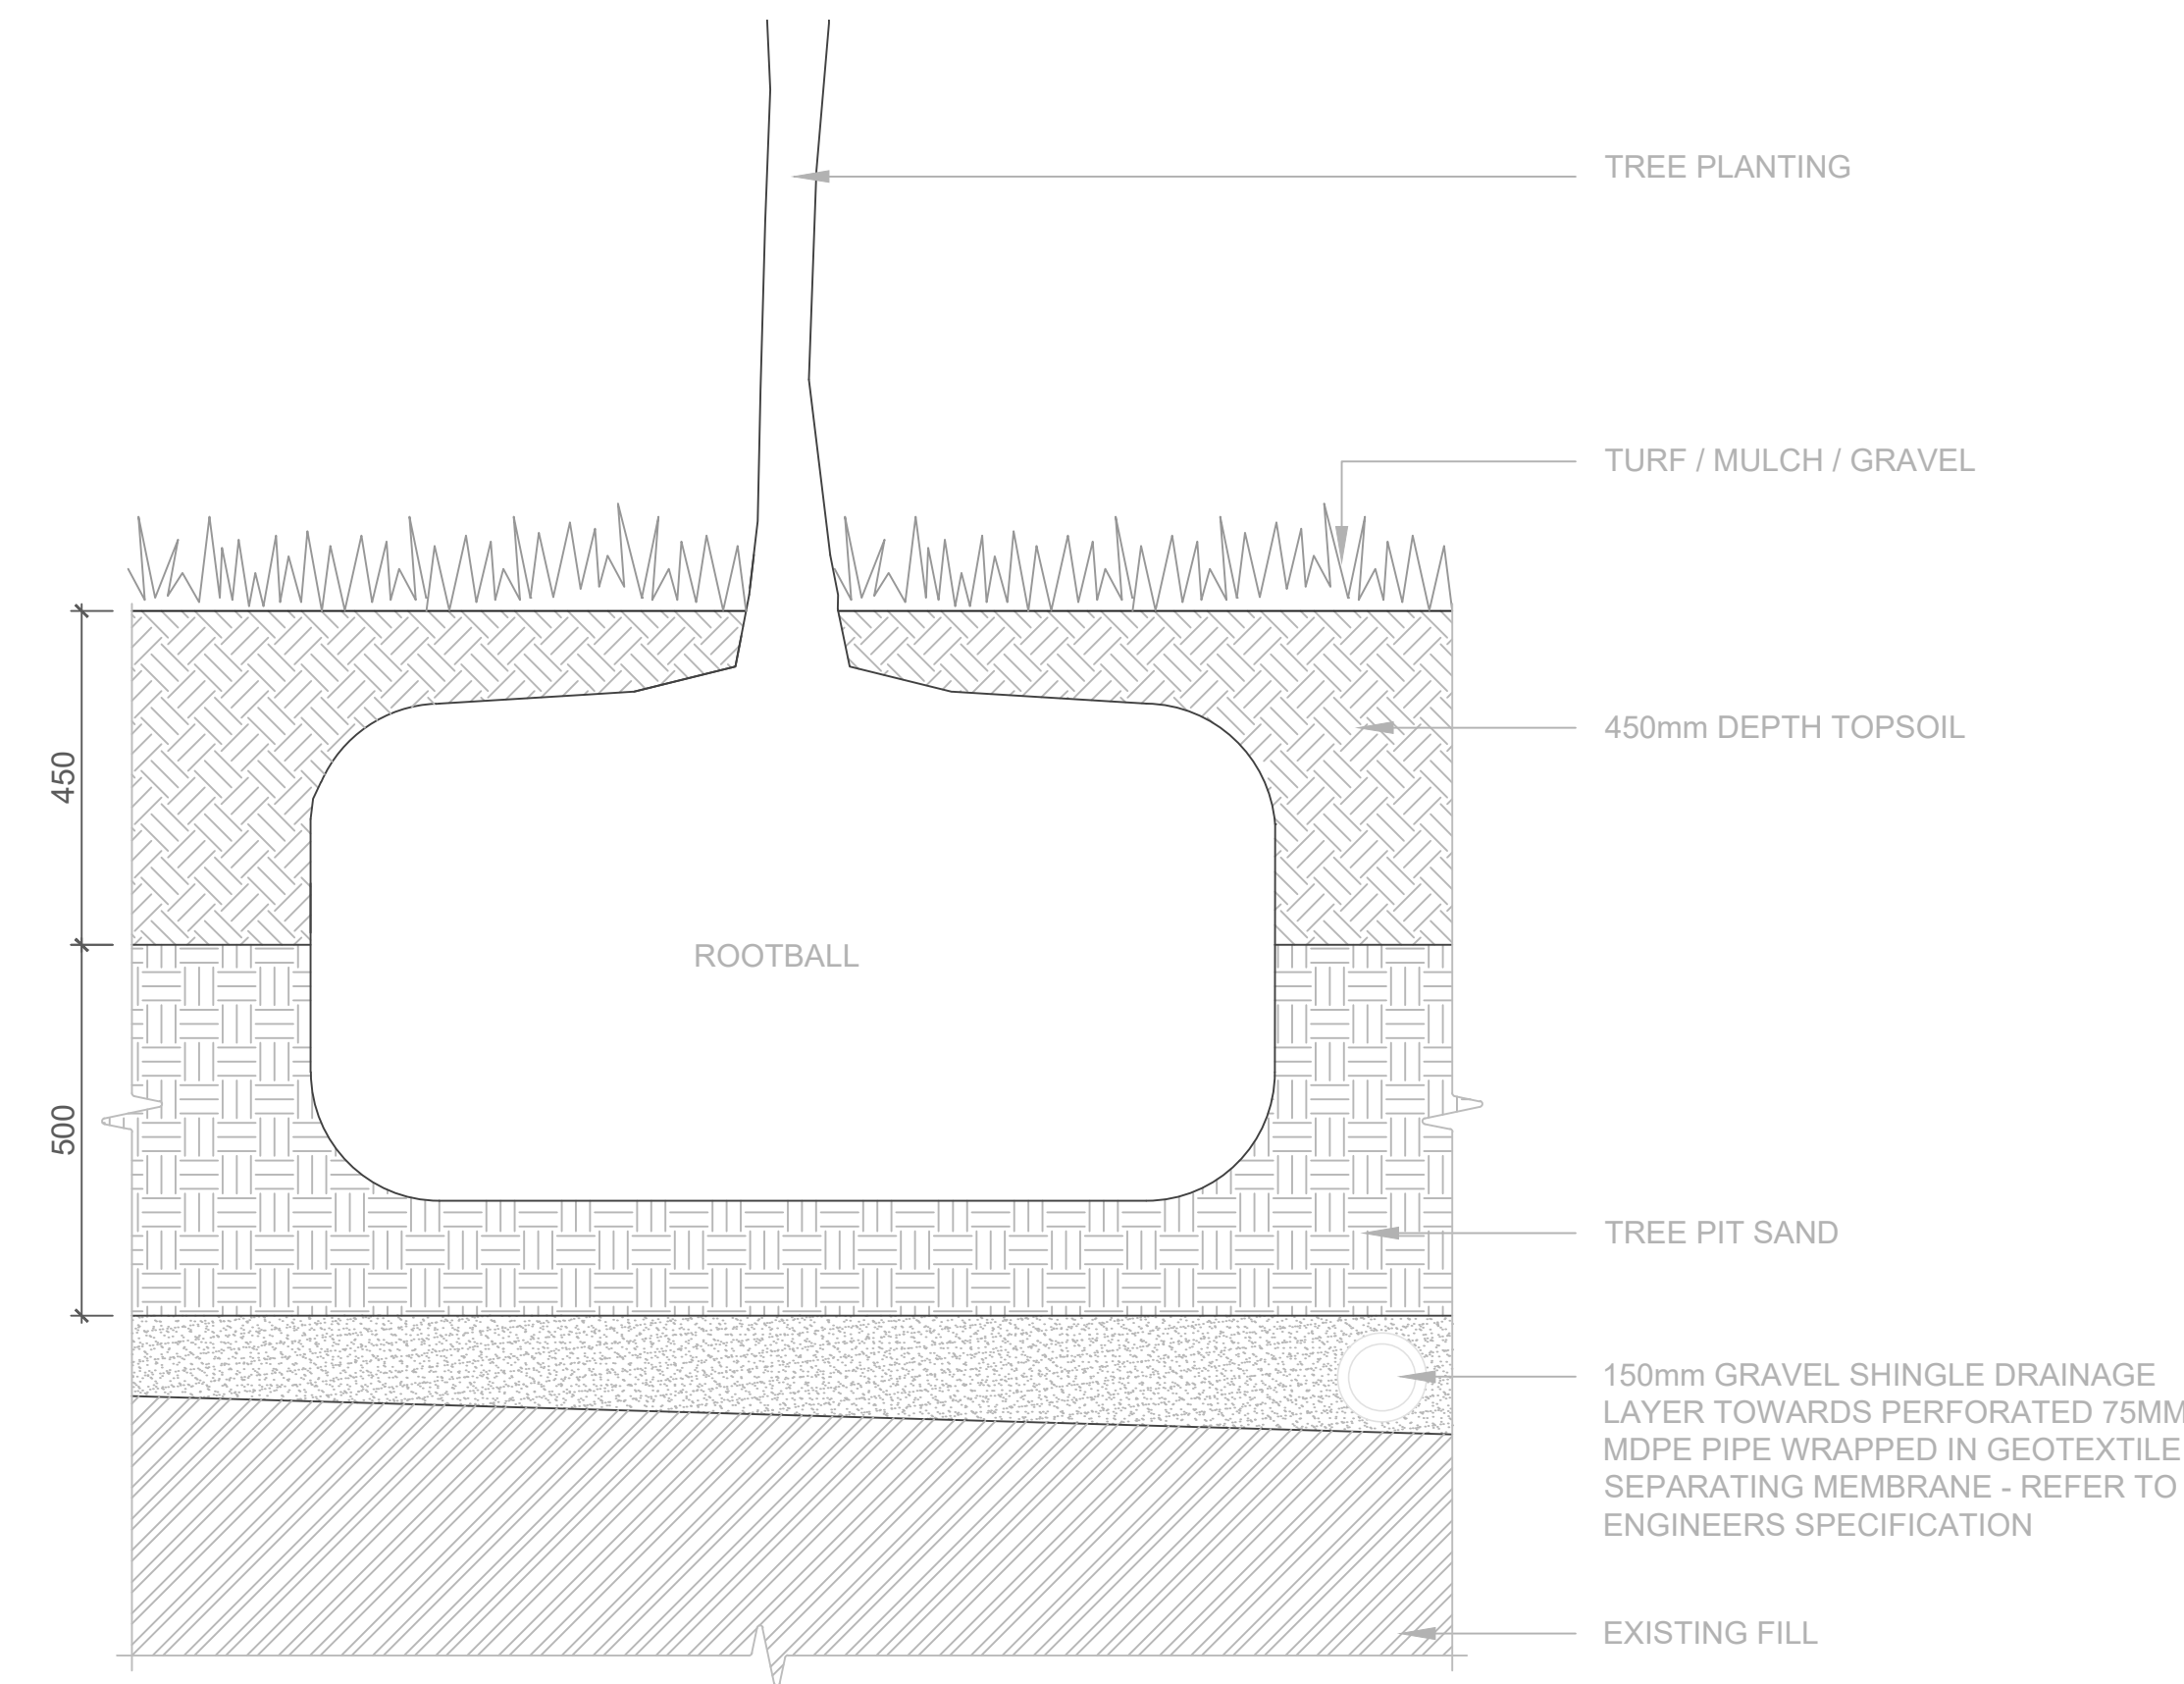 TREE PLANTING
TURF / MULCH / GRAVEL
450mm DEPTH TOPSOIL
450
ROOTBALL
500
TREE PIT SAND
150mm GRAVEL SHINGLE DRAINAGE
LAYER TOWARDS PERFORATED 75MM
MDPE PIPE WRAPPED IN GEOTEXTILE
SEPARATING MEMBRANE - REFER TO
ENGINEERS SPECIFICATION
EXISTING FILL